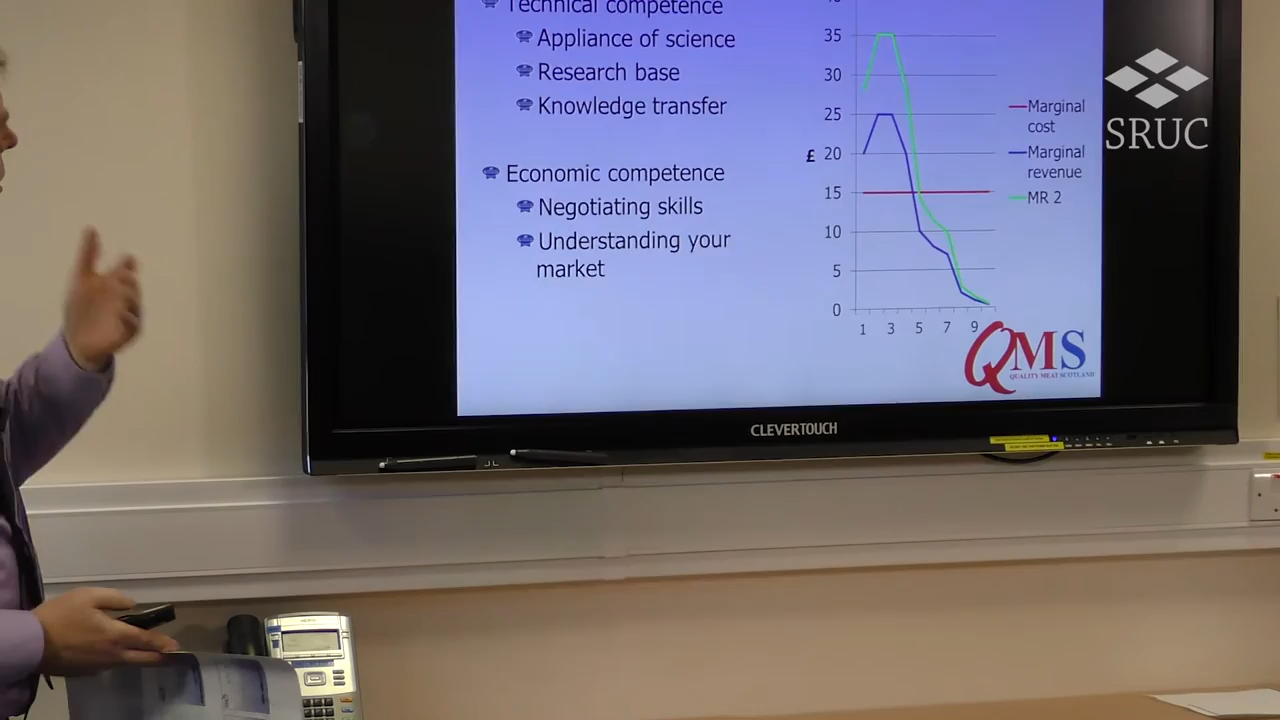 Technical competence
Appliance of science
Research base
Knowledge transfer
Economic competence
Negotiating skills
Understanding your
market
40
35
30
25
£ 20
15
10
5
0
1 3 5 7 9
Marginal
cost
Marginal
revenue
MR 2
QMS
QUALITY MEAT SCOTLAND
SRUC
CLEVERTOUCH